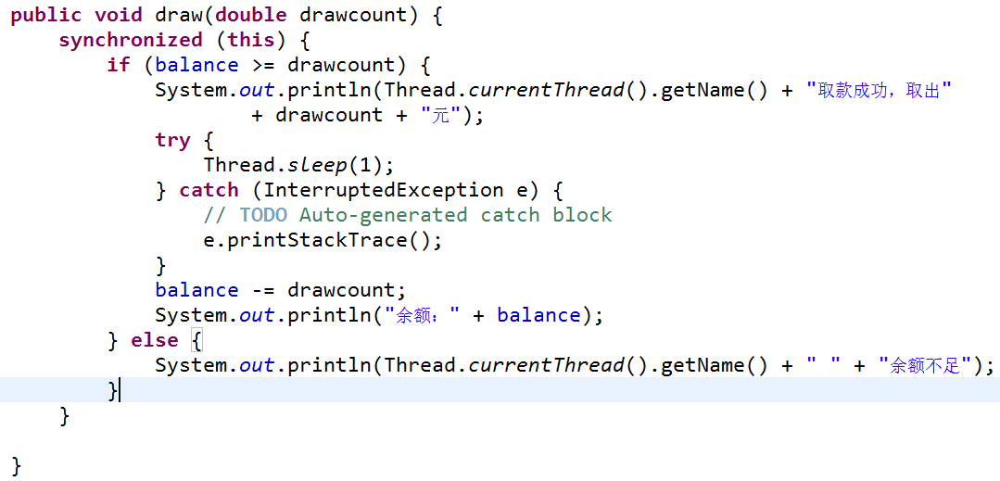 public void draw(double drawcount) {
synchronized (this) {
if (balance >= drawcount) {
System.out.println(Thread.currentThread().getName() + "取款成功，取出"
+ drawcount + "元");
try {
Thread.sleep(1);
} catch (InterruptedException e) {
// TODO Auto-generated catch block
e.printStackTrace();
}
balance -= drawcount;
System.out.println("余额：" + balance);
} else {
System.out.println(Thread.currentThread().getName() + " " + "余额不足");
}
}
}